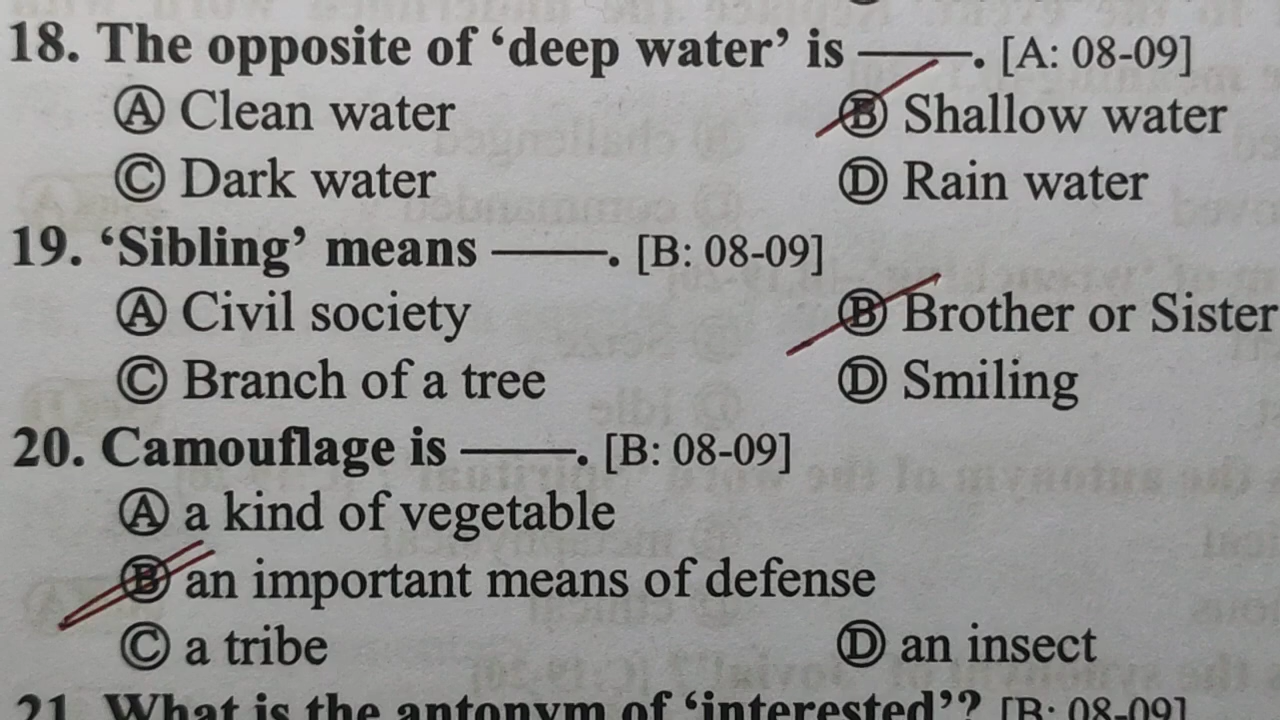 18. The opposite of ‘deep water’ is ———. [A: 08-09]
Ⓐ Clean water Ⓑ Shallow water
Ⓒ Dark water Ⓓ Rain water
19. ‘Sibling’ means ———. [B: 08-09]
Ⓐ Civil society Ⓑ Brother or Sister
Ⓒ Branch of a tree Ⓓ Smiling
20. Camouflage is ———. [B: 08-09]
Ⓐ a kind of vegetable
Ⓑ an important means of defense
Ⓒ a tribe Ⓓ an insect
21. What is the antonym of ‘interested’? [B: 08-09]